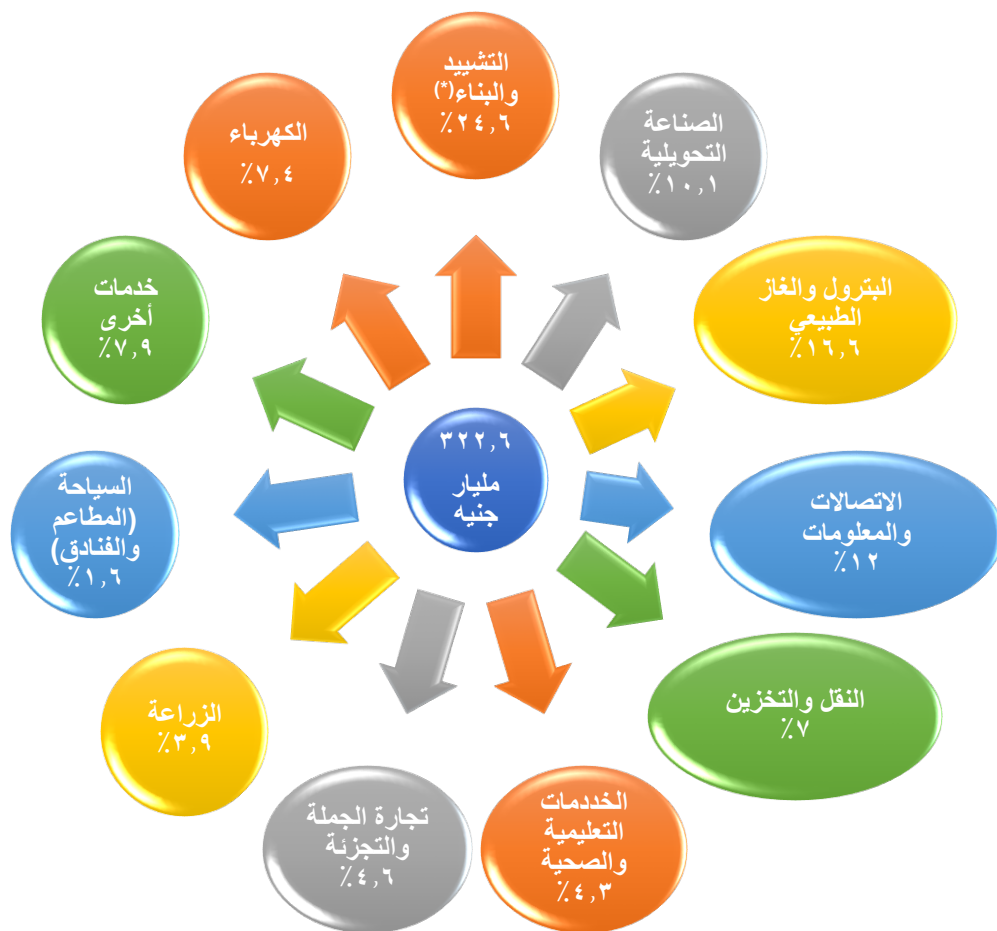 التشييد
والبناء(*)
٢٤,٦٪
الصناعة
التحويلية
١٠,١٪
البترول والغاز
الطبيعي
١٦,٦٪
الاتصالات
والمعلومات
١٢٪
النقل والتخزين
٧٪
الخددمات
التعليمية
والصحية
٤,٣٪
تجارة الجملة
والتجزئة
٤,٦٪
الزراعة
٣,٩٪
السياحة
(المطاعم
والفنادق)
١,٦٪
خدمات
أخرى
٧,٩٪
الكهرباء
٧,٤٪
٣٢٢,٦
مليار
جنيه